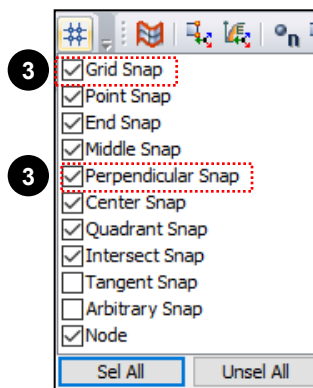 n
3 Grid Snap
Point Snap
End Snap
Middle Snap
3 Perpendicular Snap
Center Snap
Quadrant Snap
Intersect Snap
Tangent Snap
Arbitrary Snap
Node
Sel All Unsel All